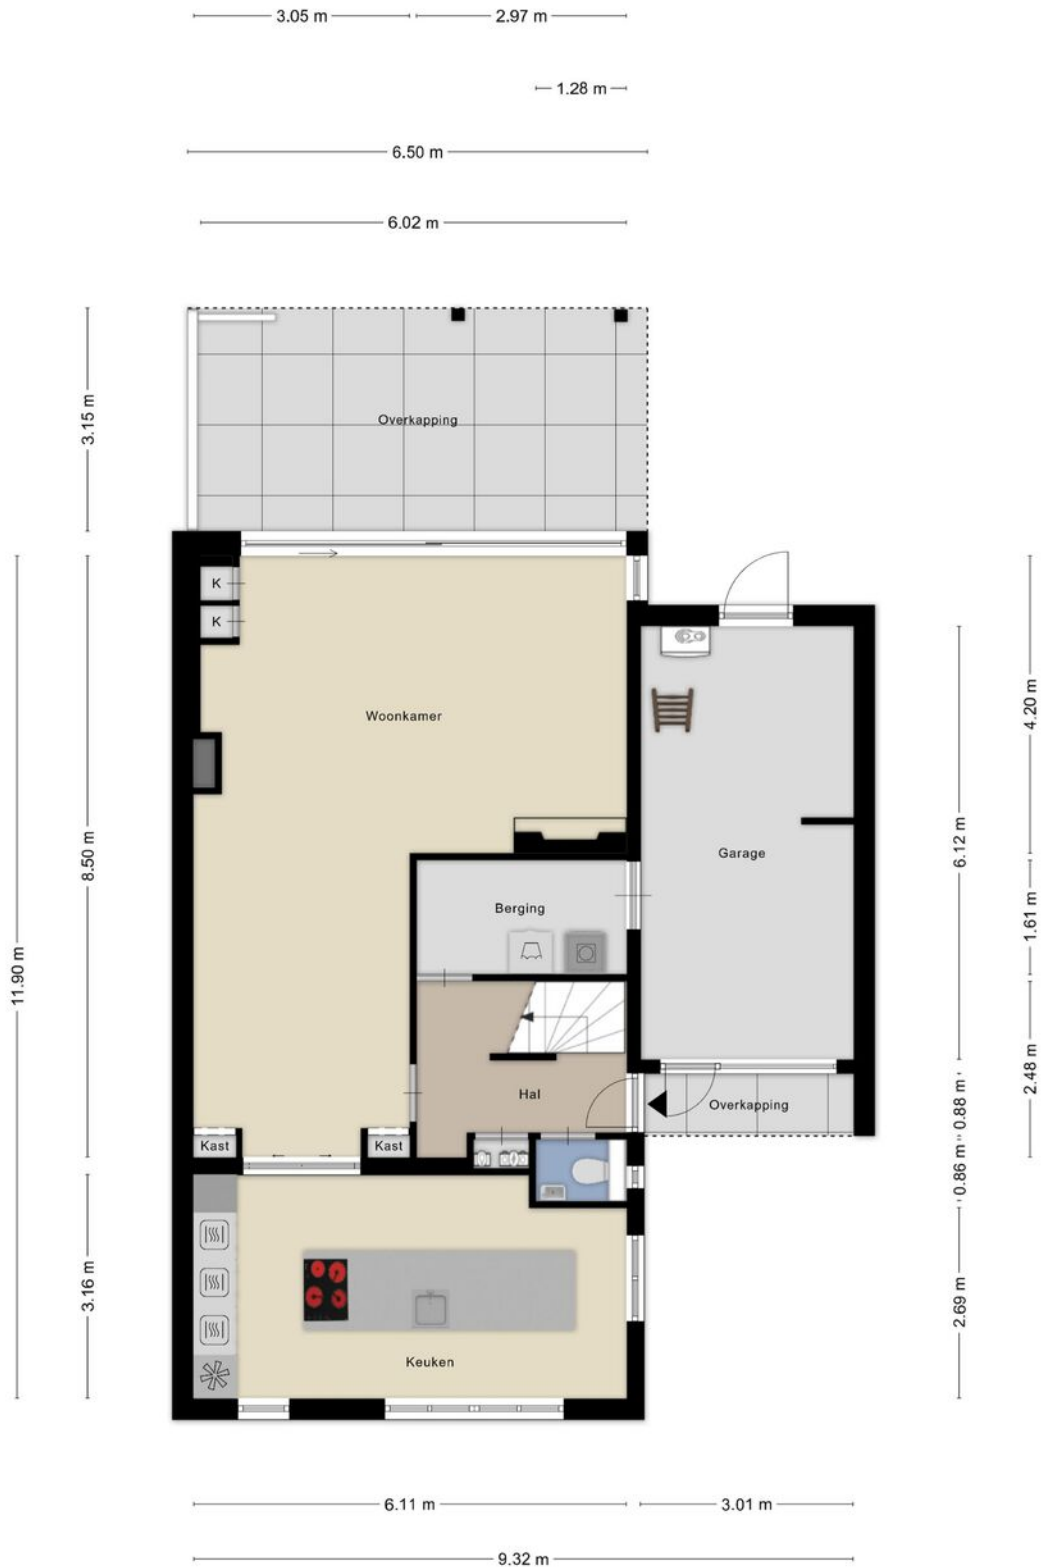 3.05 m 2.97 m
1.28 m
6.50 m
6.02 m
3.15 m
Overkapping
K
K
Woonkamer
4.20 m
8.50 m
Garage
6.12 m
Berging
1.61 m
11.90 m
Hal
Overkapping
0.88 m
2.48 m
Kast
Kast
0.86 m
3.16 m
2.69 m
Keuken
6.11 m 3.01 m
9.32 m